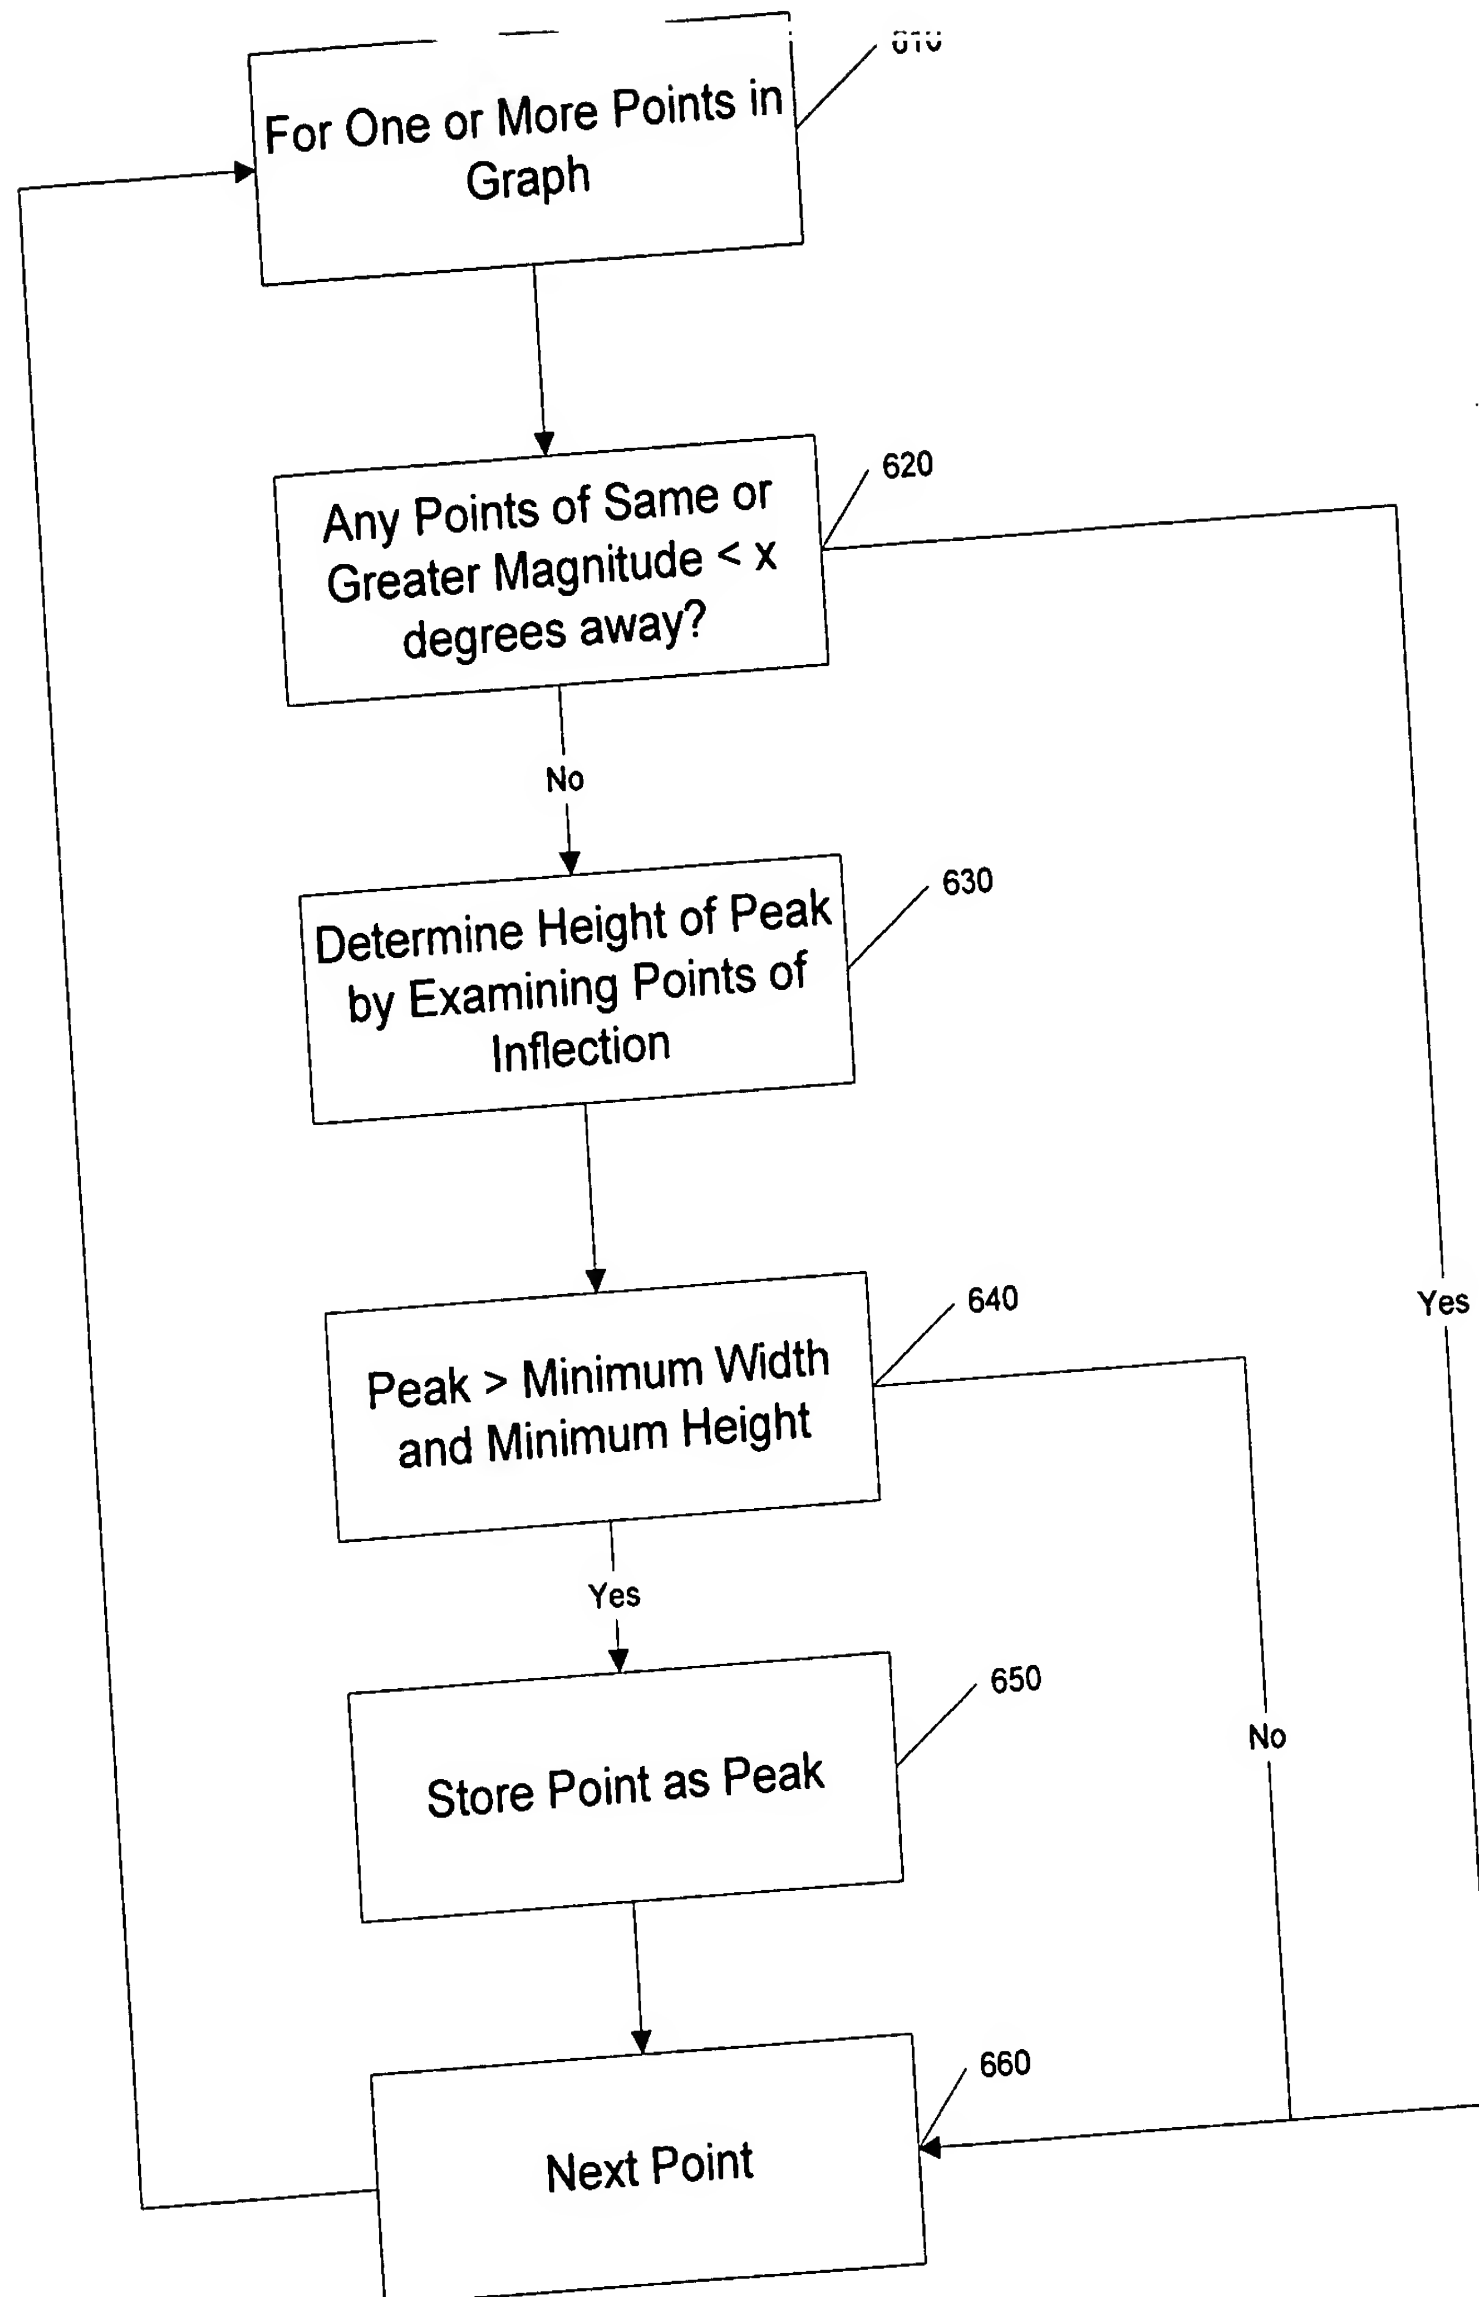 For One or More Points in
Graph
620
Any Points of Same or
Greater Magnitude < x
degrees away?
No
630
Determine Height of Peak
by Examining Points of
Inflection
640
Yes
Peak > Minimum Width
and Minimum Height
Yes
650
No
Store Point as Peak
660
Next Point